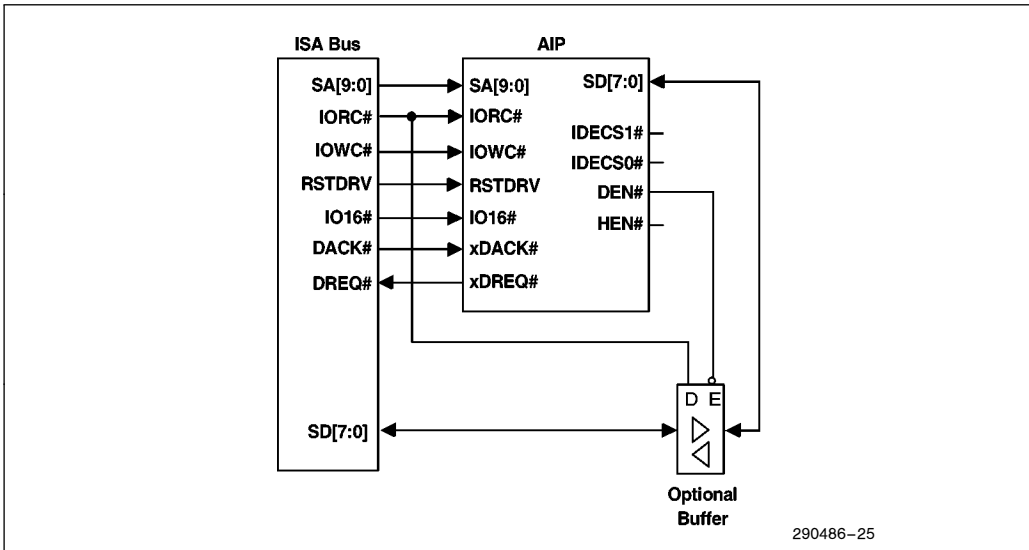 ISA Bus
AIP
SA[9:0]
IORC#
IOWC#
RSTDRV
IO16#
DACK#
DREQ#
SD[7:0]
SA[9:0]
IORC#
IOWC#
RSTDRV
IO16#
xDACK#
xDREQ#
SD[7:0]
IDECS1#
IDECS0#
DEN#
HEN#
D E
Optional
Buffer
290486–25